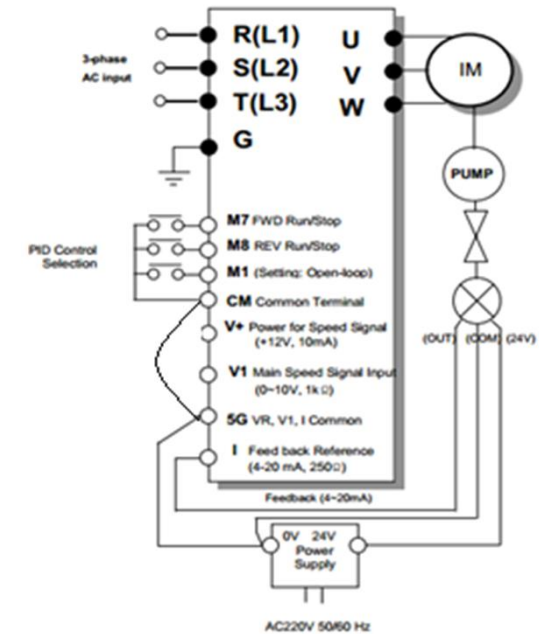 R(L1)
U
3-phase
AC input
S(L2)
V
IM
T(L3)
W
G
PUMP
M7 FWD Run/Stop
M8 REV Run/Stop
PID Control
Selection
M1 (Setting: Open-loop)
CM Common Terminal
V+ Power for Speed Signal
(+12V, 10mA)
(OUT) (COM) (24V)
V1 Main Speed Signal Input
(0~10V, 1kΩ)
5G VR, V1, I Common
I Feed back Reference
(4-20 mA, 250Ω)
Feedback (4~20mA)
0V 24V
Power
Supply
AC220V 50/60 Hz